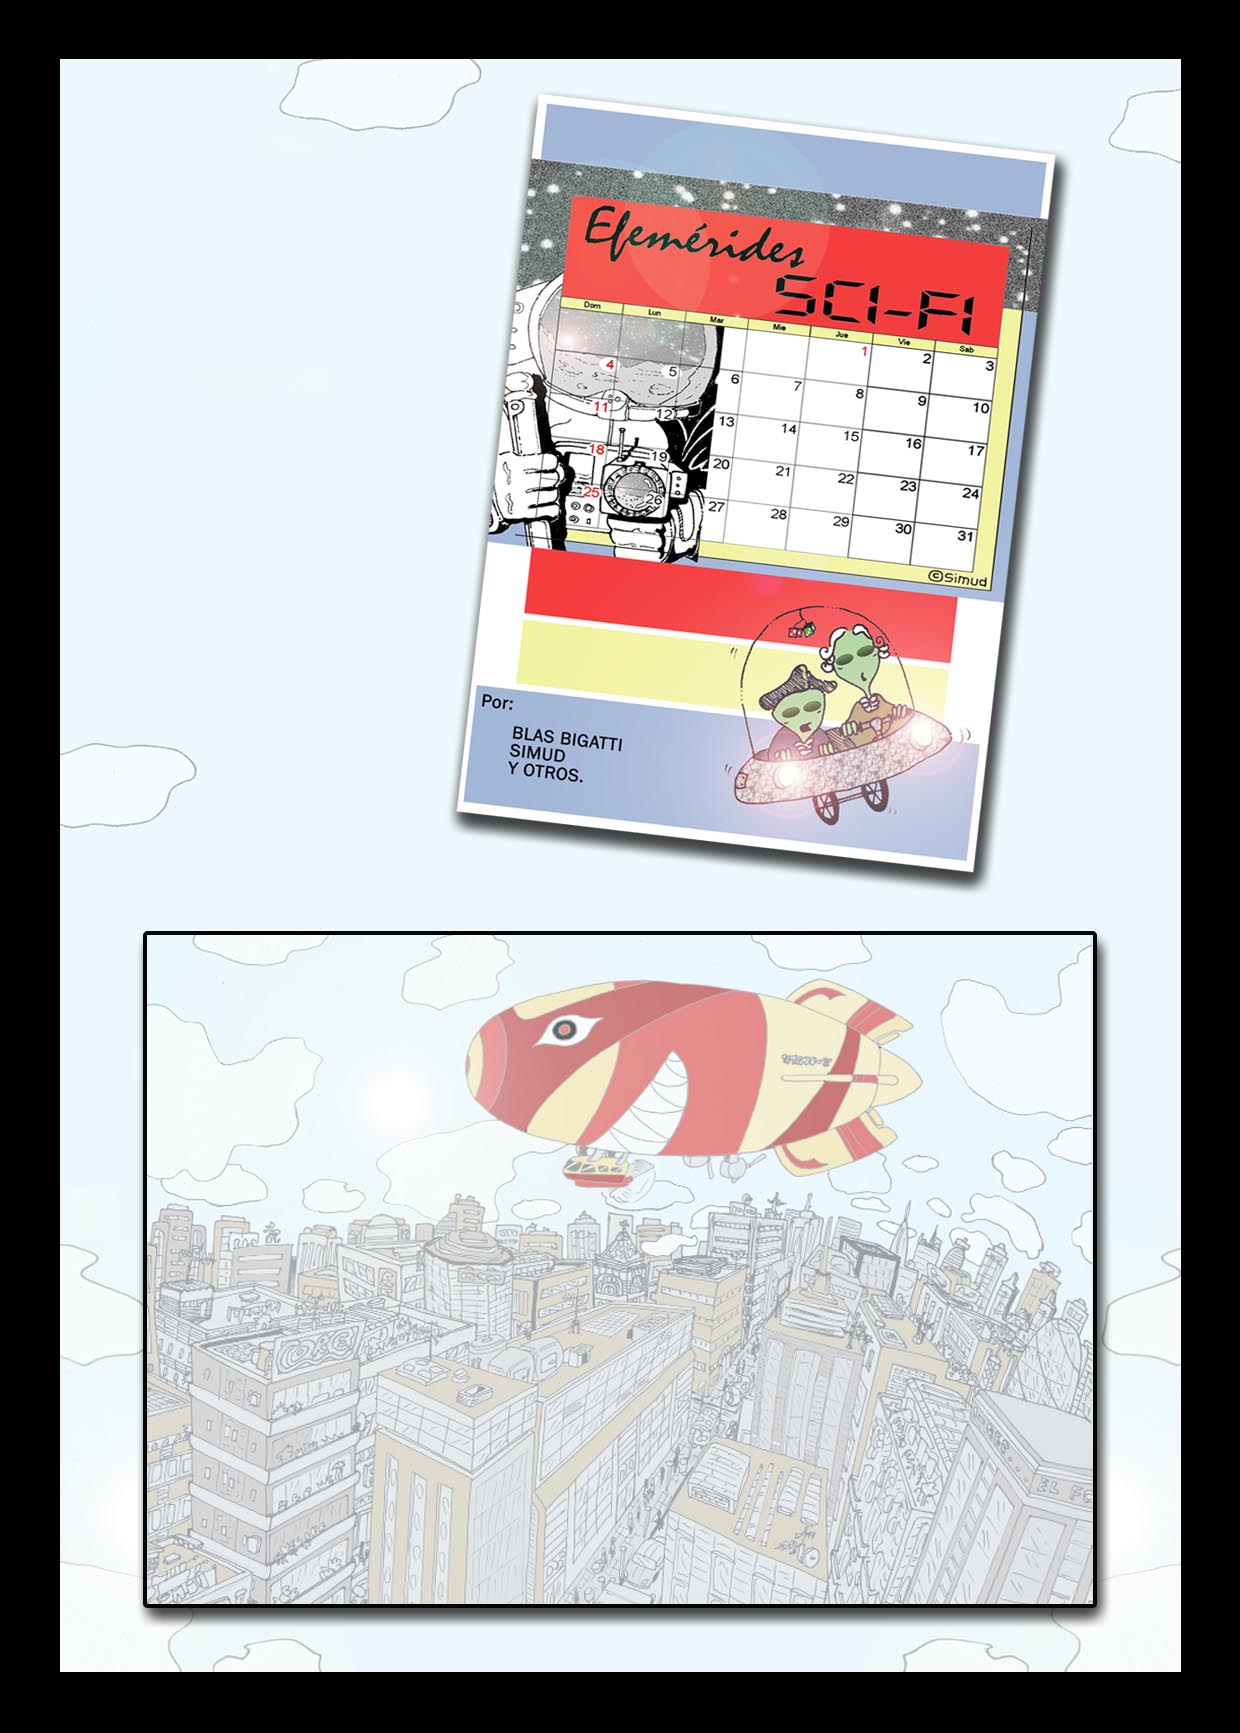 Efemérides
SCI-FI
Dom Lun Mar Mie Jue Vie Sab
1 2 3
4 5 6 7 8 9 10
11 12 13 14 15 16 17
18 19 20 21 22 23 24
25 26 27 28 29 30 31
©Simud
Por:
BLAS BIGATTI
SIMUD
Y OTROS.
EL